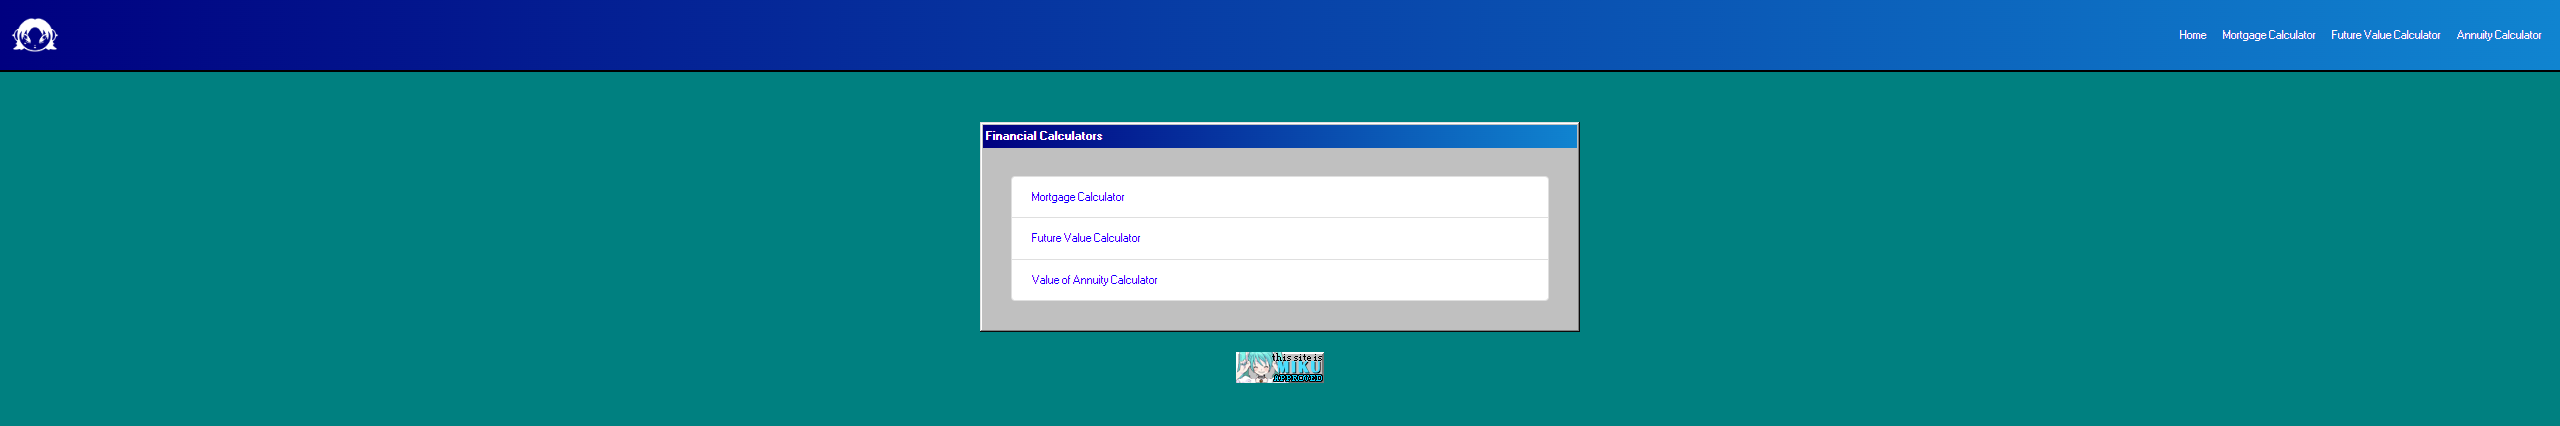 Home Mortgage Calculator Future Value Calculator Annuity Calculator
Financial Calculators
Mortgage Calculator
Future Value Calculator
Value of Annuity Calculator
this site is
MIKU
APPROVED